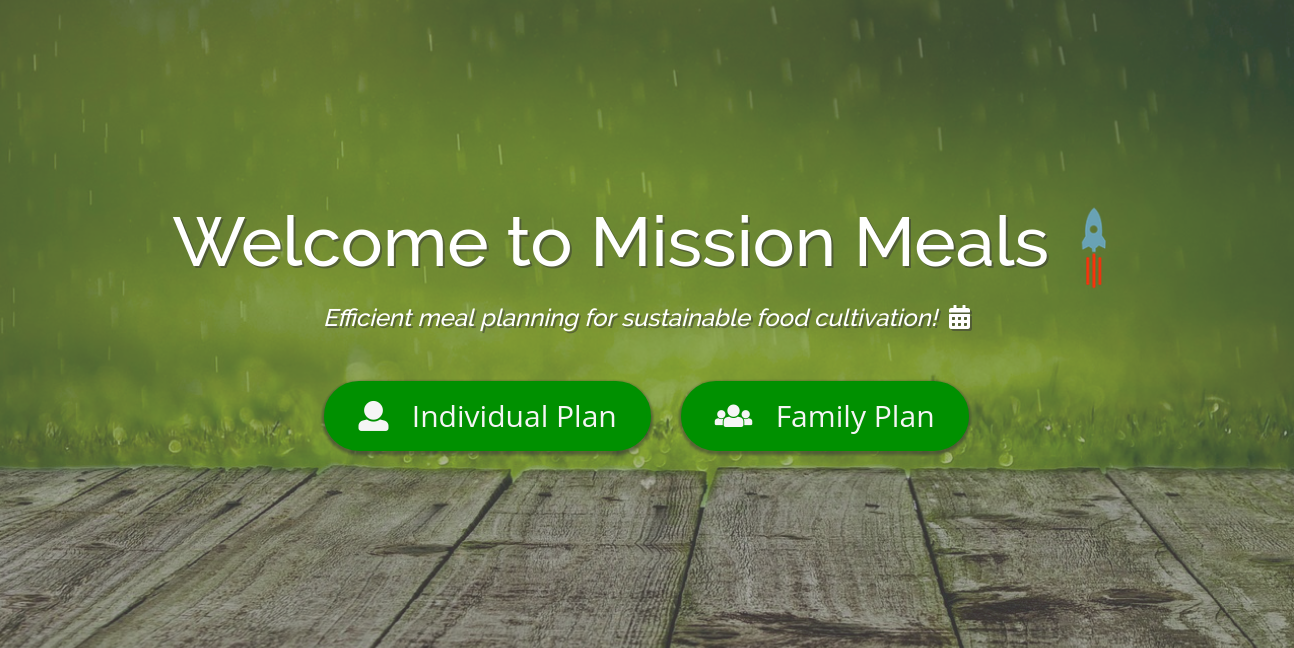 Welcome to Mission Meals
Efficient meal planning for sustainable food cultivation!
Individual Plan
Family Plan